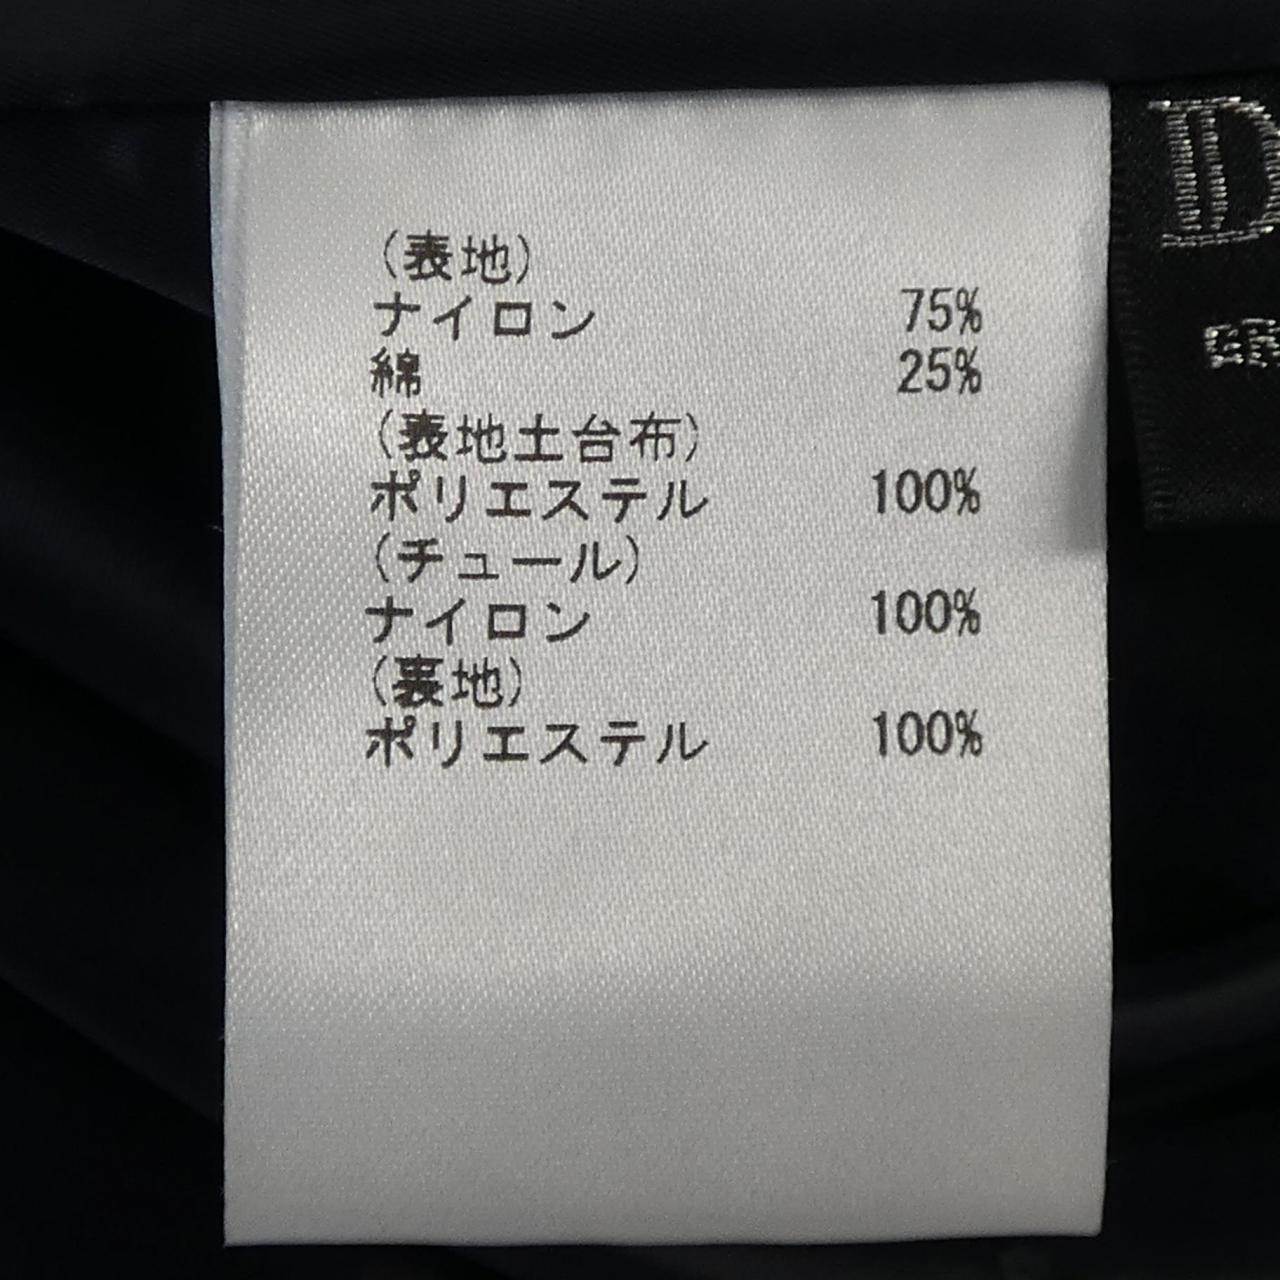 (表地)
ナイロン 75%
綿 25%
(表地土台布)
ポリエステル 100%
(チュール)
ナイロン 100%
(裏地)
ポリエステル 100%
D